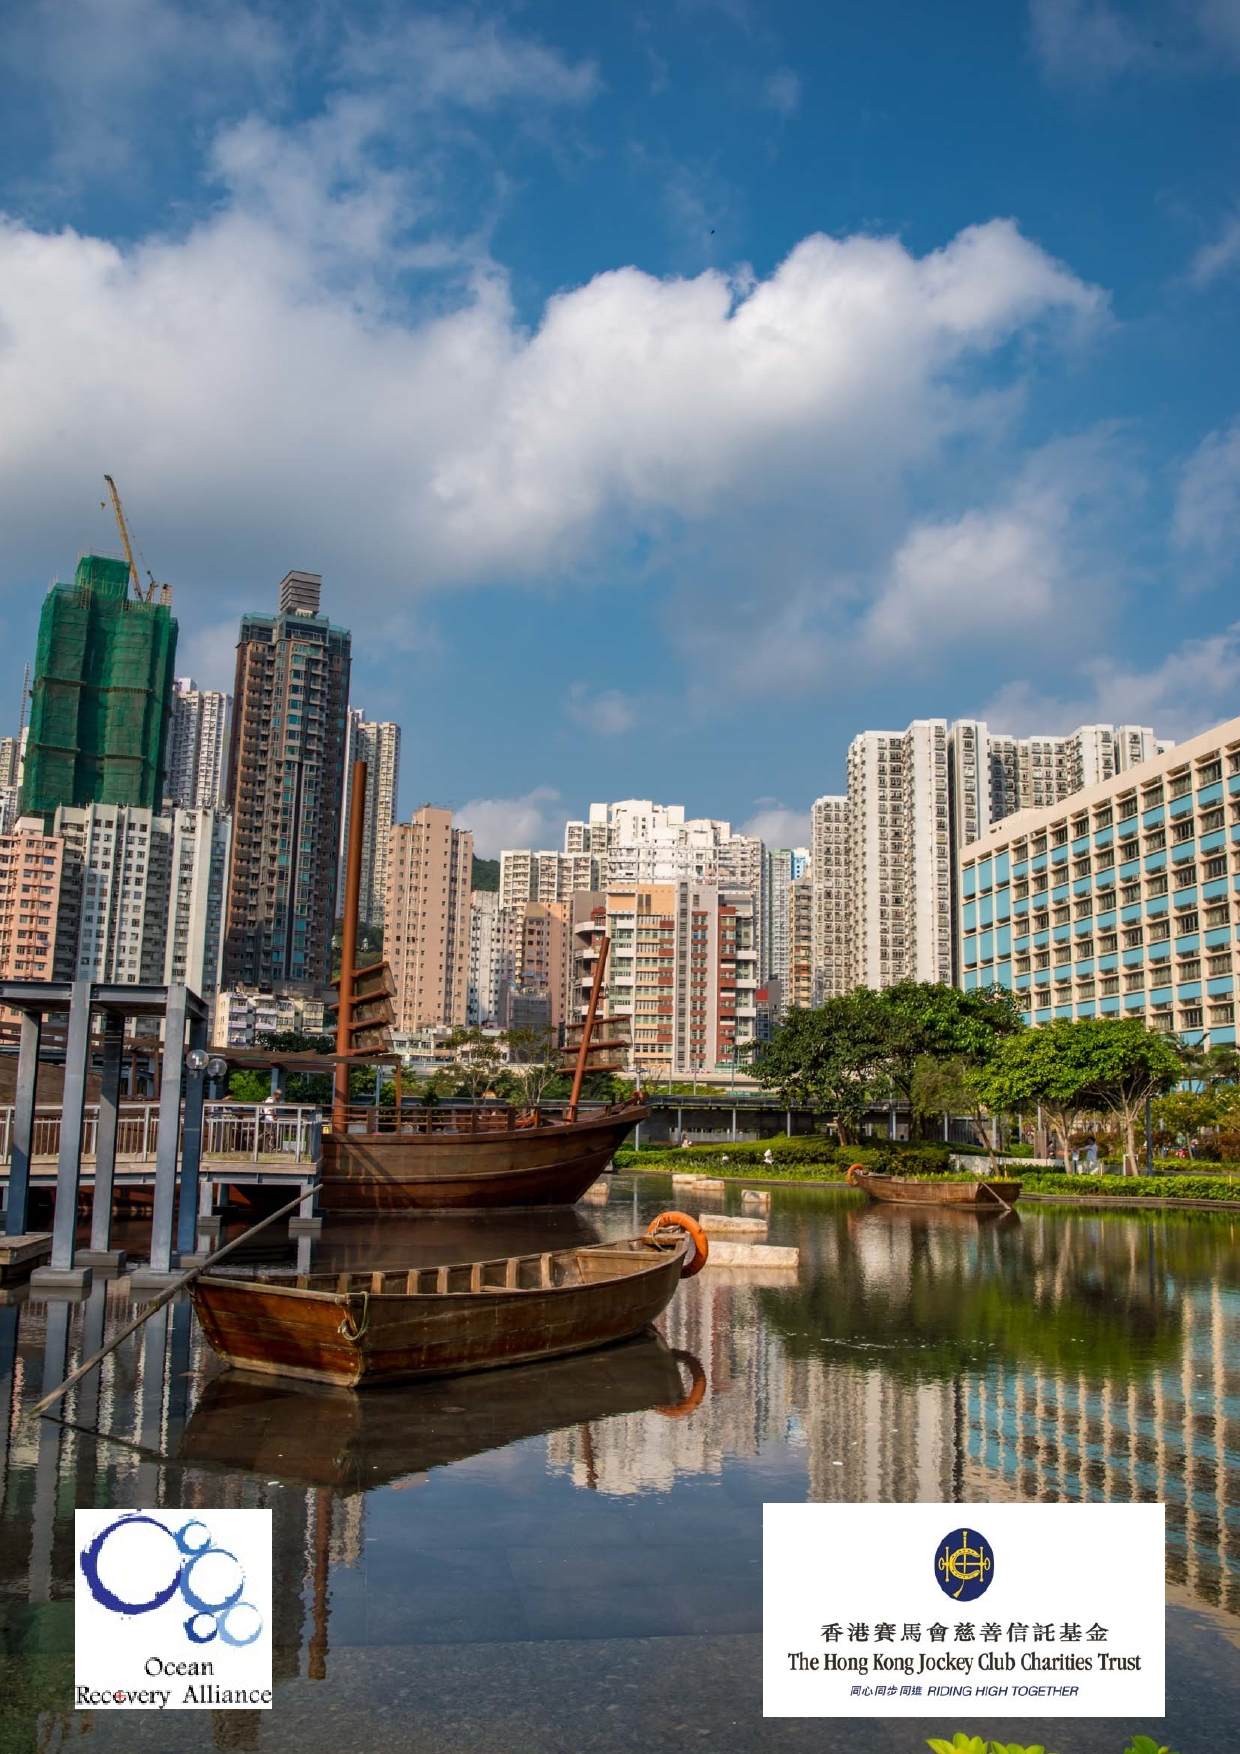 Ocean
Recovery Alliance
香港賽馬會慈善信託基金
The Hong Kong Jockey Club Charities Trust
同心同步同進 RIDING HIGH TOGETHER